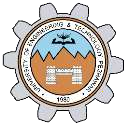 UNIVERSITY OF ENGINEERING & TECHNOLOGY PESHAWAR
1980